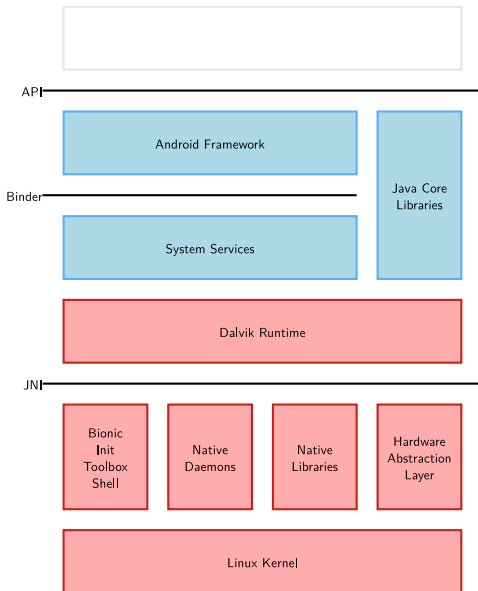 API
Android Framework
Java Core
Libraries
Binder
System Services
Dalvik Runtime
JNI
Bionic
Init
Toolbox
Shell
Native
Daemons
Native
Libraries
Hardware
Abstraction
Layer
Linux Kernel